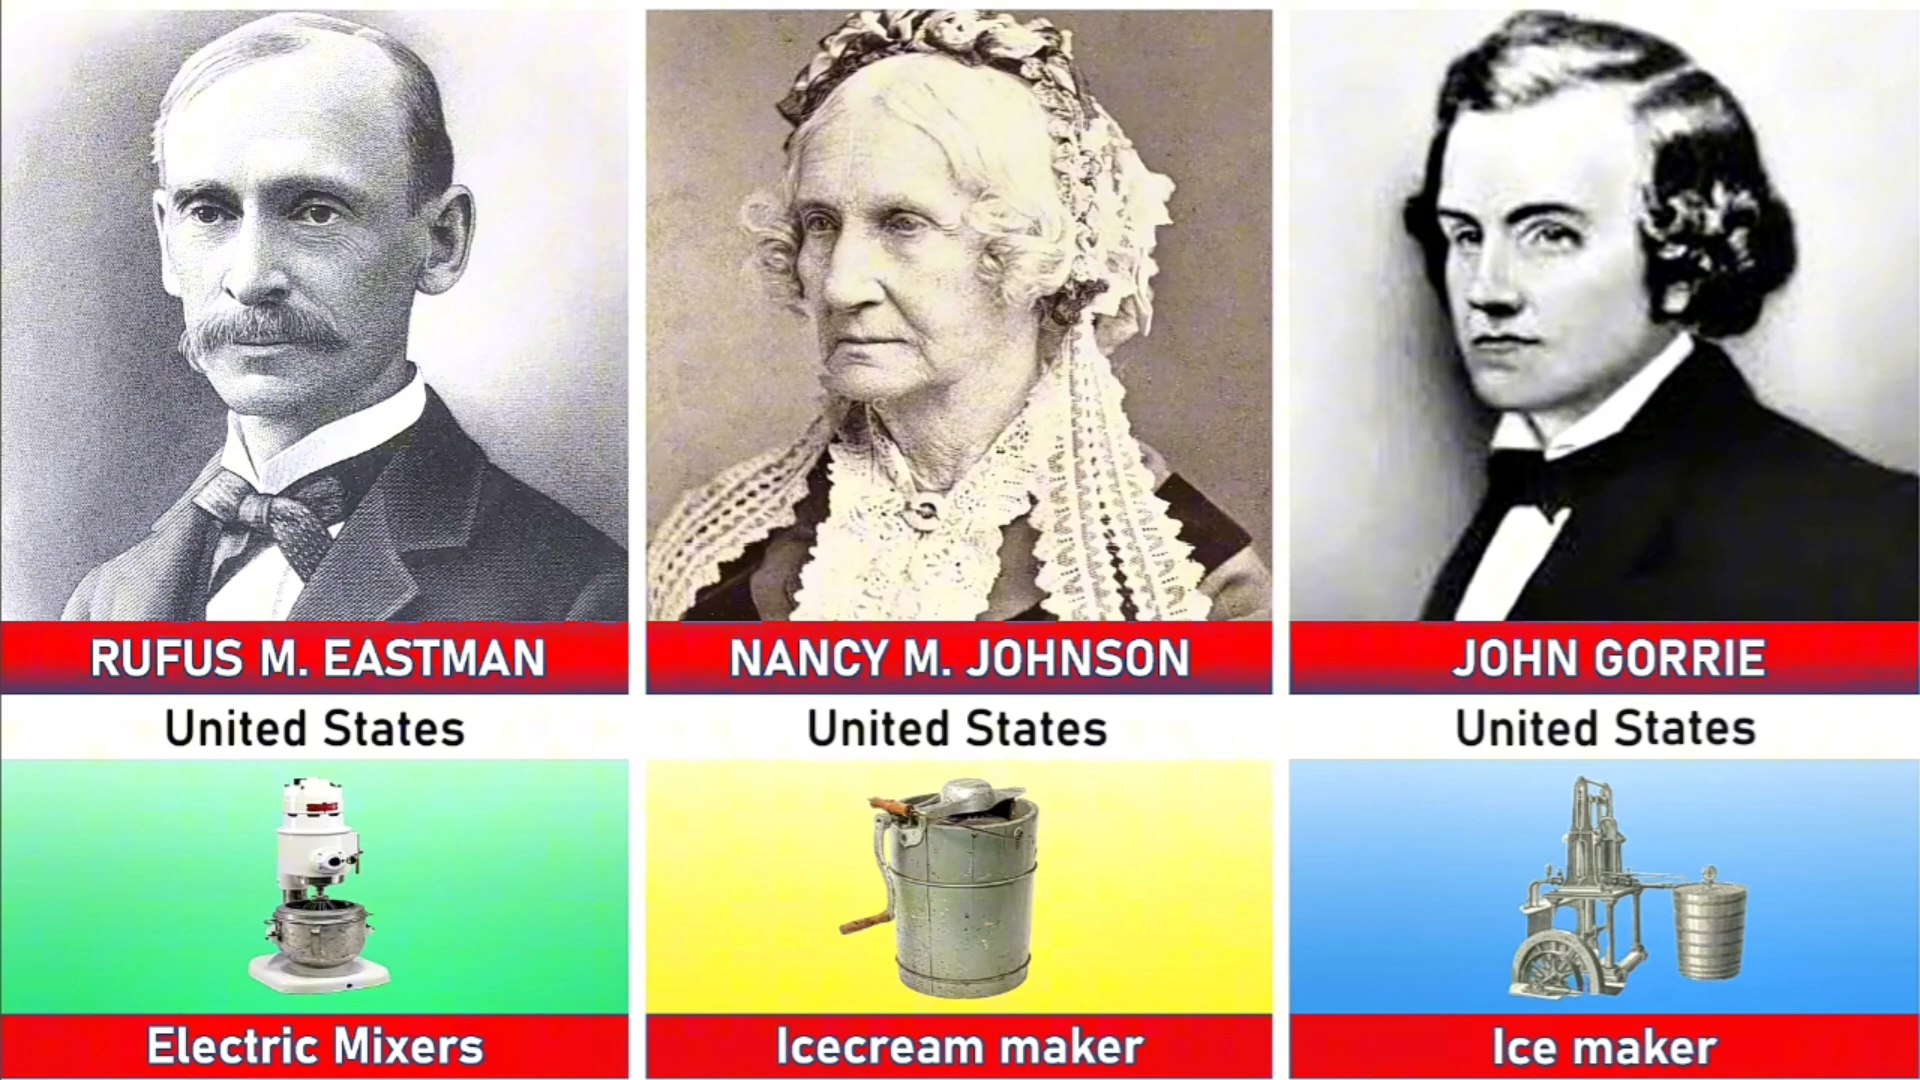 RUFUS M. EASTMAN
NANCY M. JOHNSON
JOHN GORRIE
United States
United States
United States
Electric Mixers
Icecream maker
Ice maker